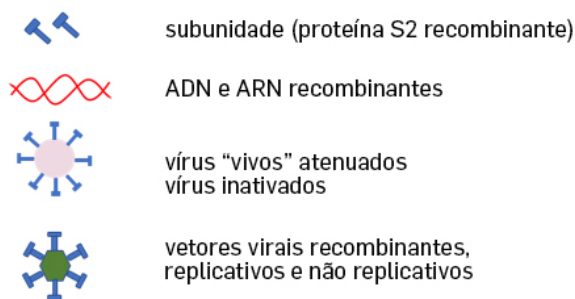 subunidade (proteína S2 recombinante)
ADN e ARN recombinantes
vírus “vivos” atenuados
vírus inativados
vetores virais recombinantes,
replicativos e não replicativos